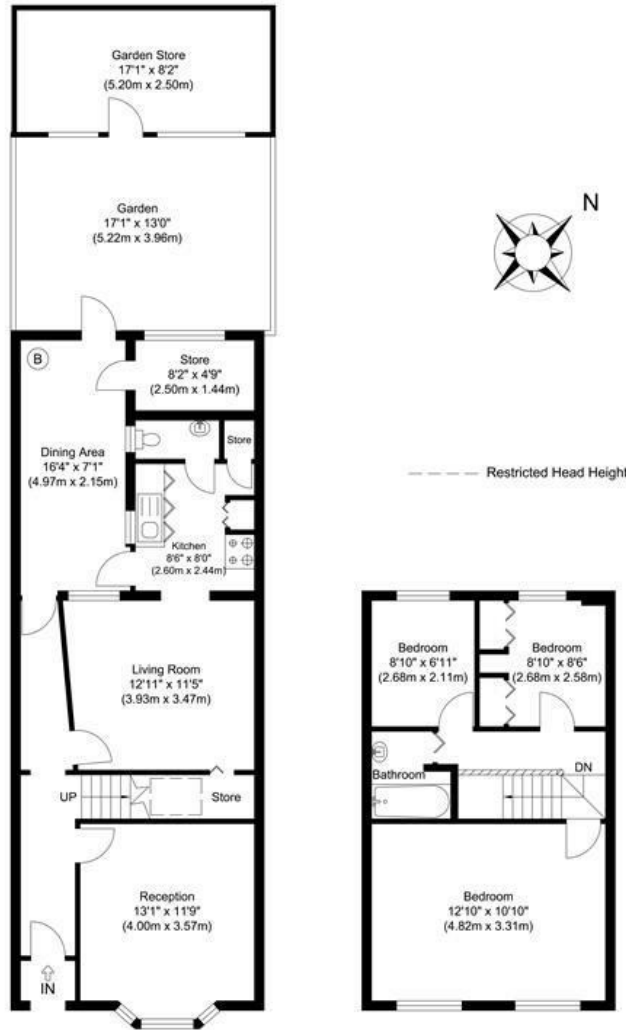 Garden Store
17'1" x 8'2"
(5.20m x 2.50m)
Garden
17'1" x 13'0"
(5.22m x 3.96m)
N
B
Store
8'2" x 4'9"
(2.50m x 1.44m)
Store
Dining Area
16'4" x 7'1"
(4.97m x 2.15m)
Kitchen
8'6" x 8'0"
(2.60m x 2.44m)
Restricted Head Height
Living Room
12'11" x 11'5"
(3.93m x 3.47m)
UP
Store
Reception
13'1" x 11'9"
(4.00m x 3.57m)
IN
Bedroom
8'10" x 6'11"
(2.68m x 2.11m)
Bedroom
8'10" x 8'6"
(2.68m x 2.58m)
Bathroom
DN
Bedroom
12'10" x 10'10"
(4.82m x 3.31m)